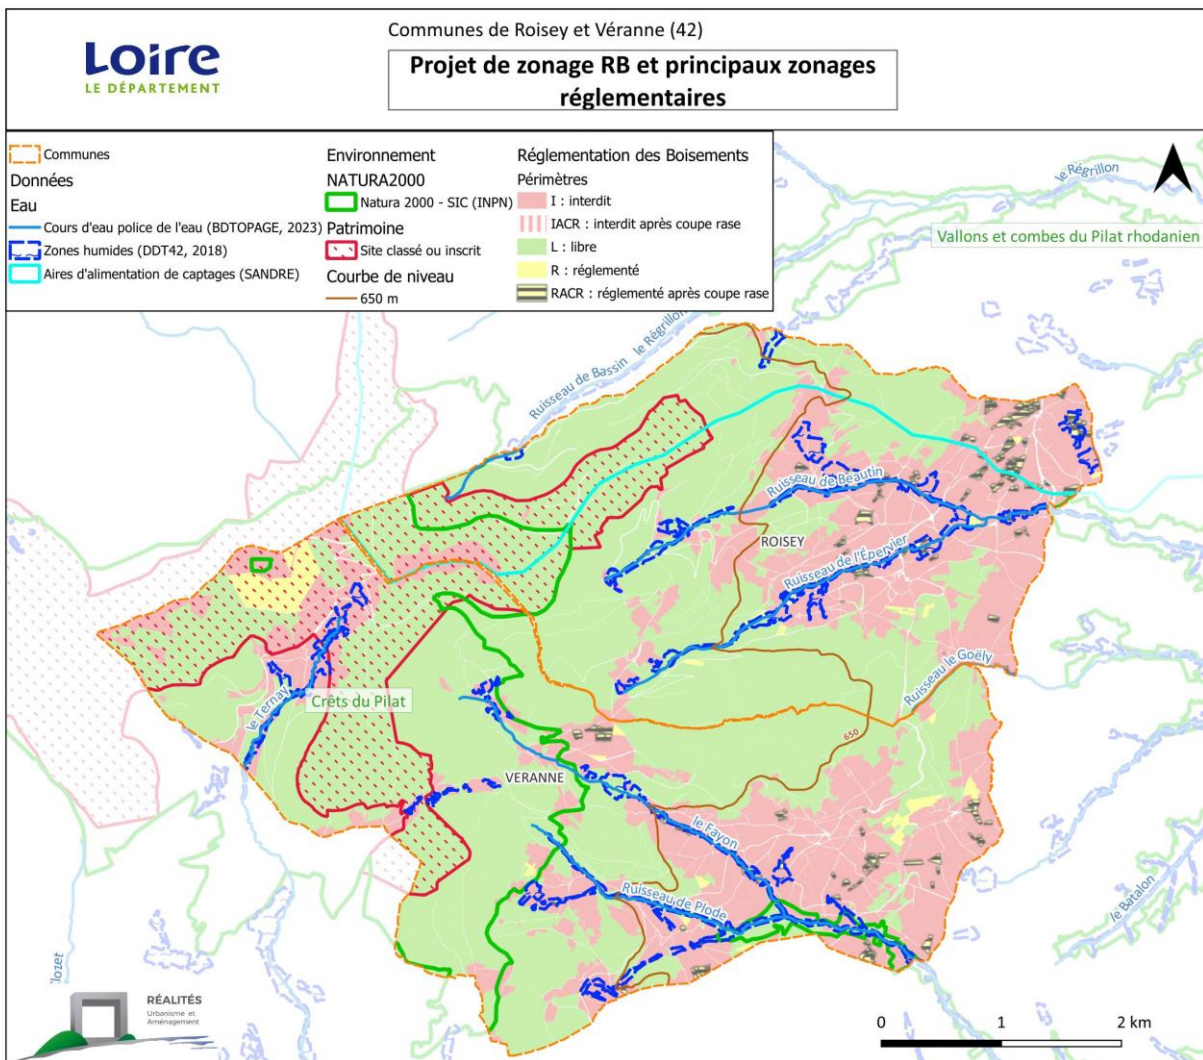 Loire
LE DÉPARTEMENT
Communes de Roisey et Véranne (42)
Projet de zonage RB et principaux zonages
réglementaires
Communes
Données
Eau
Cours d'eau police de l'eau (BDTOPAGE, 2023)
Zones humides (DDT42, 2018)
Aires d'alimentation de captages (SANDRE)
Environnement
NATURA2000
Natura 2000 - SIC (INPN)
Patrimoine
Site classé ou inscrit
Courbe de niveau
650 m
Réglementation des Boisements
Périmètres
I : interdit
IACR : interdit après coupe rase
L : libre
R : réglementé
RACR : réglementé après coupe rase
le Régrillon
Vallons et combes du Pilat rhodanien
Ruisseau de Bassin
le Régrillon
Ruisseau de Beautin
ROISEY
Ruisseau de l'Épervier
Ruisseau le Goëly
le Ternay
Crêts du Pilat
650
VERANNE
le Fayon
Ruisseau de Plode
le Batalon
RÉALITÉS
Urbanisme et
Aménagement
0 1 2 km